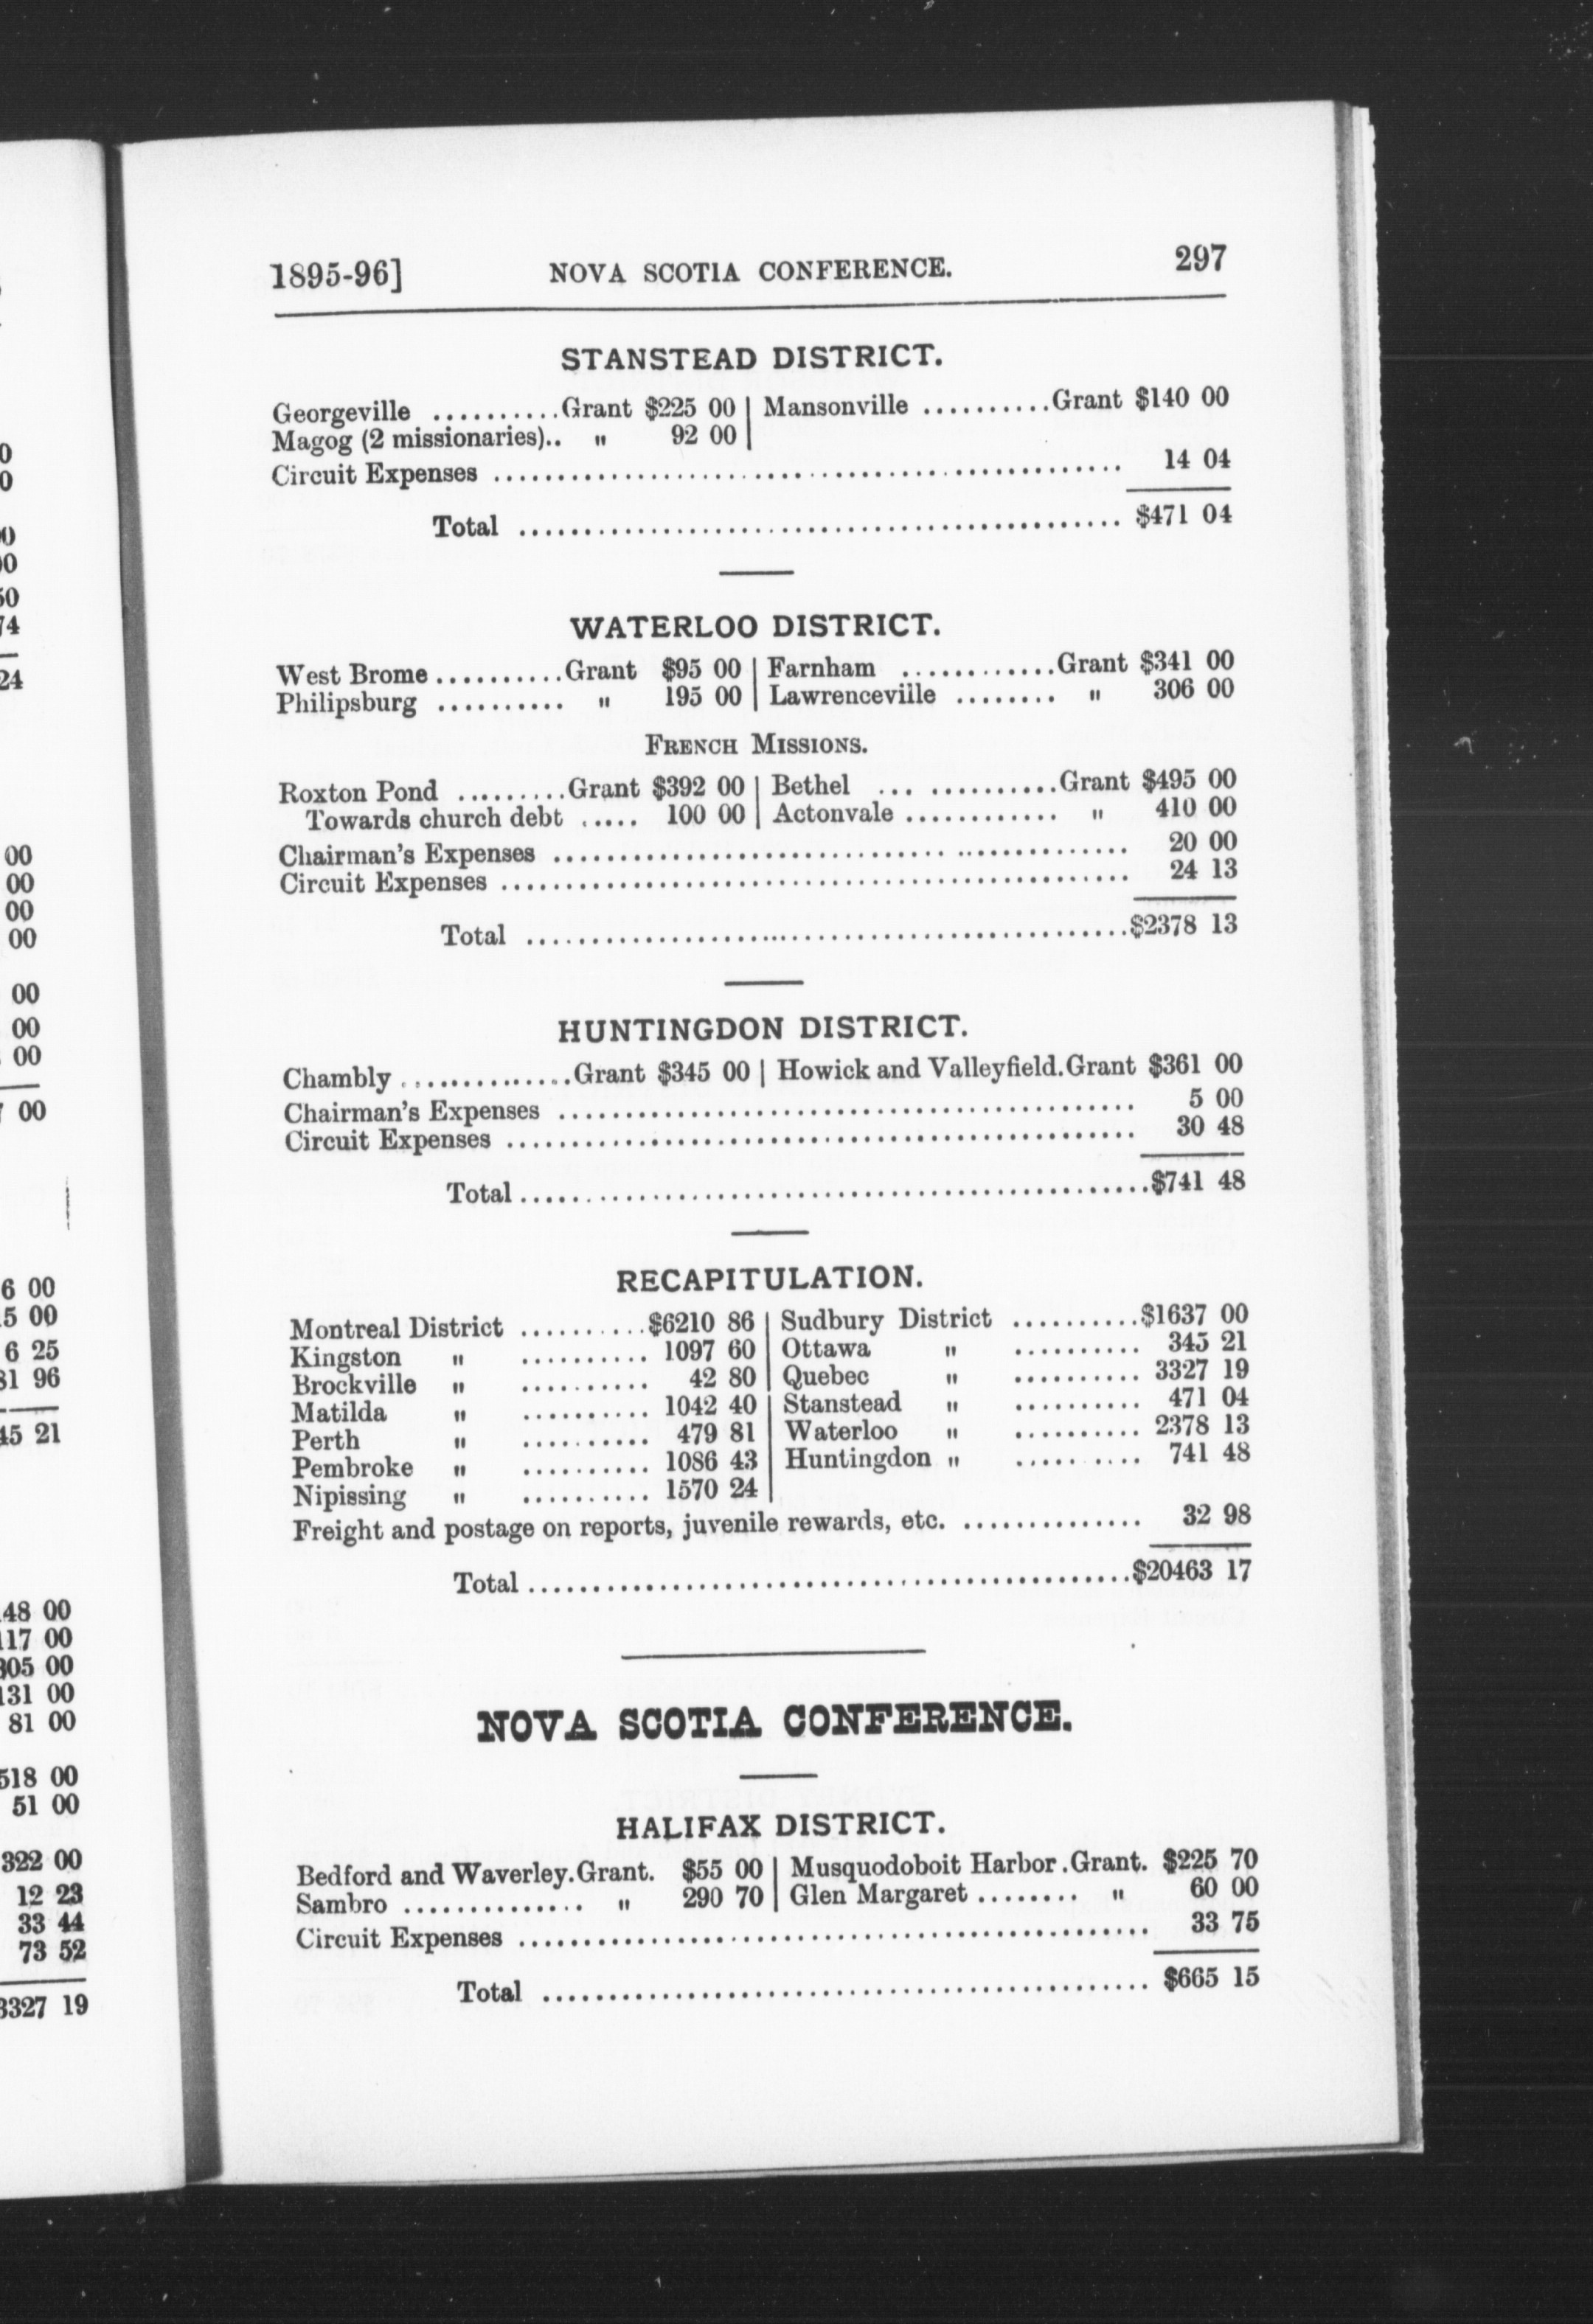 1895-96] NOVA SCOTIA CONFERENCE. 297
STANSTEAD DISTRICT.
Georgeville ..........Grant $225 00 | Mansonville ..........Grant $140 00
Magog (2 missionaries).. " 92 00 |
Circuit Expenses .................................................. 14 04
Total ............................................... $471 04
WATERLOO DISTRICT.
West Brome..........Grant $95 00 | Farnham ............Grant $341 00
Philipsburg .......... " 195 00 | Lawrenceville ........ " 306 00
FRENCH MISSIONS.
Roxton Pond .........Grant $392 00 | Bethel ... ..........Grant $495 00
Towards church debt ..... 100 00 | Actonvale ............ " 410 00
Chairman's Expenses ............................................. 20 00
Circuit Expenses ................................................. 24 13
Total ...............................................$2378 13
HUNTINGDON DISTRICT.
Chambly..............Grant $345 00 | Howick and Valleyfield.Grant $361 00
Chairman's Expenses ............................................. 5 00
Circuit Expenses ................................................. 30 48
Total.................................................$741 48
RECAPITULATION.
Montreal District ..........$6210 86 | Sudbury District ..........$1637 00
Kingston " .......... 1097 60 | Ottawa " .......... 345 21
Brockville " .......... 42 80 | Quebec " .......... 3327 19
Matilda " .......... 1042 40 | Stanstead " .......... 471 04
Perth " .......... 479 81 | Waterloo " .......... 2378 13
Pembroke " .......... 1086 43 | Huntingdon " .......... 741 48
Nipissing " .......... 1570 24 |
Freight and postage on reports, juvenile rewards, etc. .............. 32 98
Total...............................................$20463 17
NOVA SCOTIA CONFERENCE.
HALIFAX DISTRICT.
Bedford and Waverley.Grant. $55 00 | Musquodoboit Harbor.Grant. $225 70
Sambro .............. " 290 70 | Glen Margaret ........ " 60 00
Circuit Expenses ................................................. 33 75
Total ............................................... $665 15